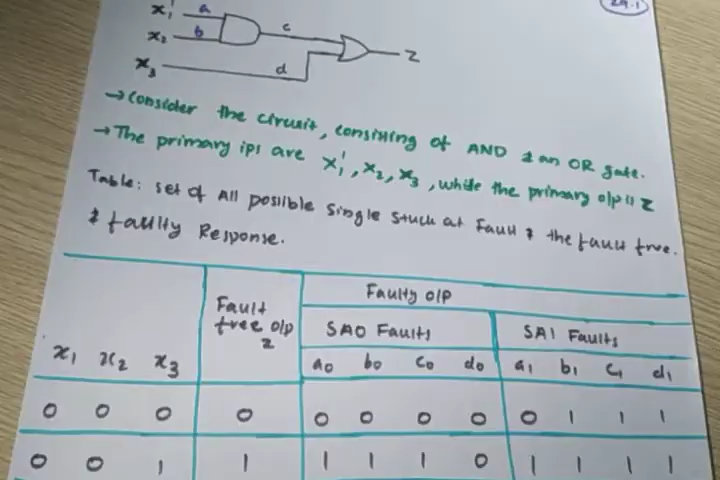 29.1
x₁' a
x₂ b c z
x₃ d
→ Consider the circuit, consisting of AND & an OR gate.
→ The primary ips are x₁', x₂, x₃, while the primary o/p is z
Table: set of All possible single stuck at Fault & the fault free.
& faulty Response.
Fault free o/p z Faulty o/p
SA0 Faults SA1 Faults
x₁ x₂ x₃ a₀ b₀ c₀ d₀ a₁ b₁ c₁ d₁
0 0 0 0 0 0 0 0 0 1 1 1
0 0 1 1 1 1 1 0 1 1 1 1